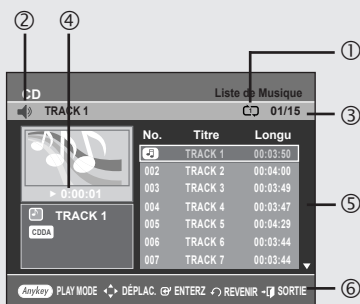 ② ④
①
CD Liste de Musique
TRACK 1 01/15
③
No. Titre Longu
TRACK 1 00:03:50
002 TRACK 2 00:04:00
003 TRACK 3 00:03:49
004 TRACK 4 00:03:47
005 TRACK 5 00:04:29
006 TRACK 6 00:03:44
007 TRACK 7 00:03:44
► 0:00:01
TRACK 1
CDDA
⑤
Anykey PLAY MODE DÉPLAC. ENTERZ REVENIR SORTIE
⑥